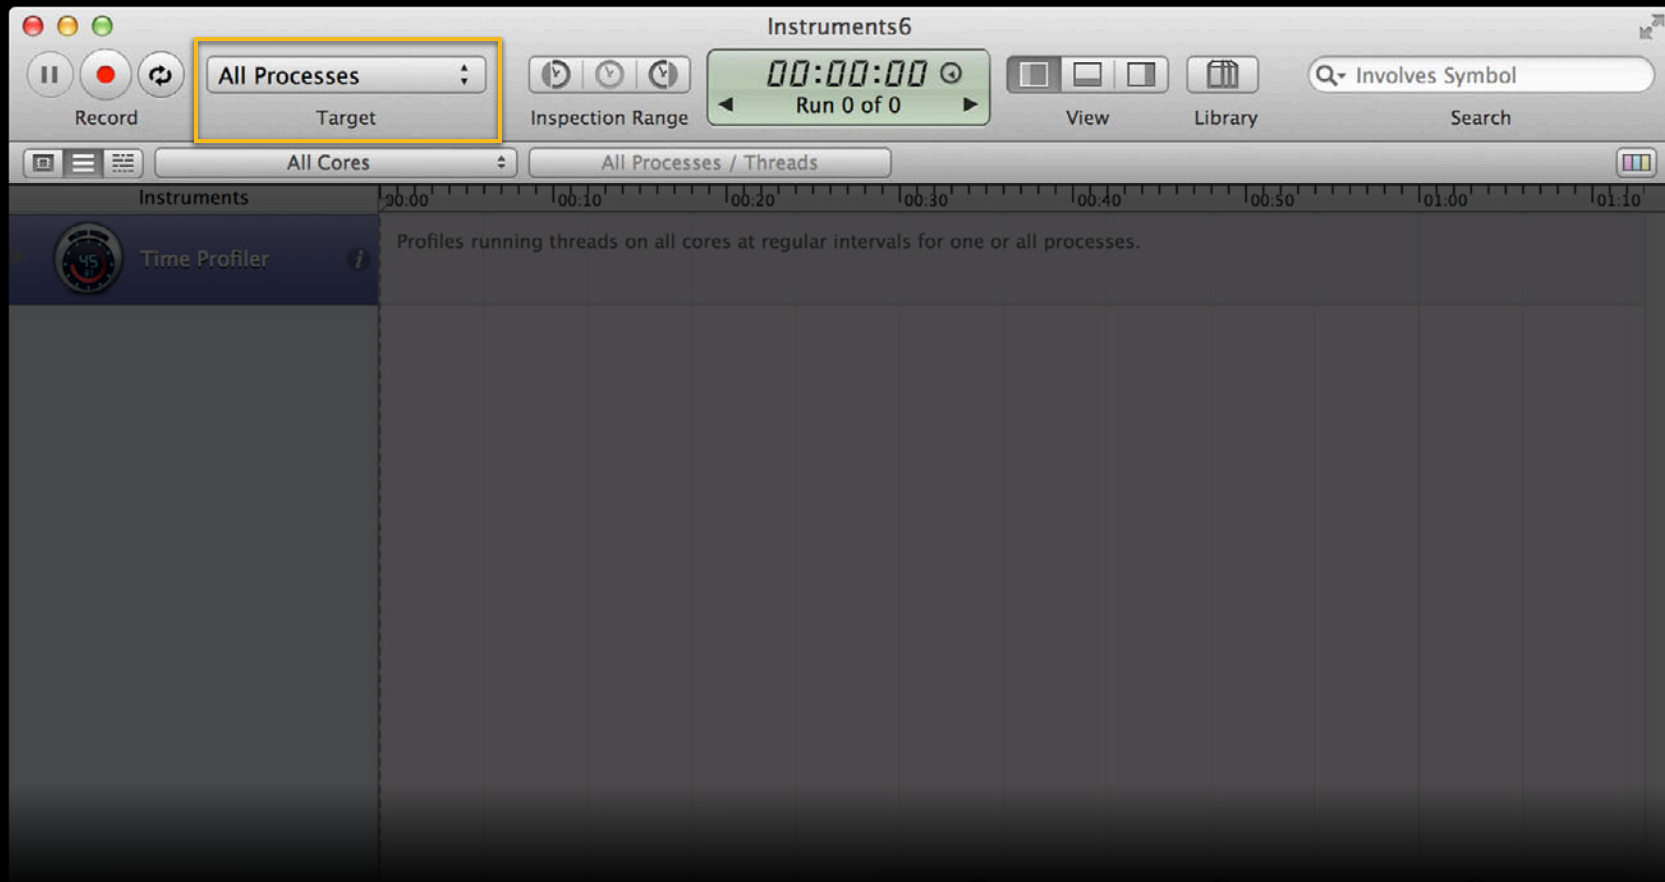 Instruments6
All Processes
00:00:00
Run 0 of 0
Involves Symbol
Record
Target
Inspection Range
View
Library
Search
All Cores
All Processes / Threads
Instruments
00:00 00:10 00:20 00:30 00:40 00:50 01:00 01:10
45
Time Profiler
i
Profiles running threads on all cores at regular intervals for one or all processes.